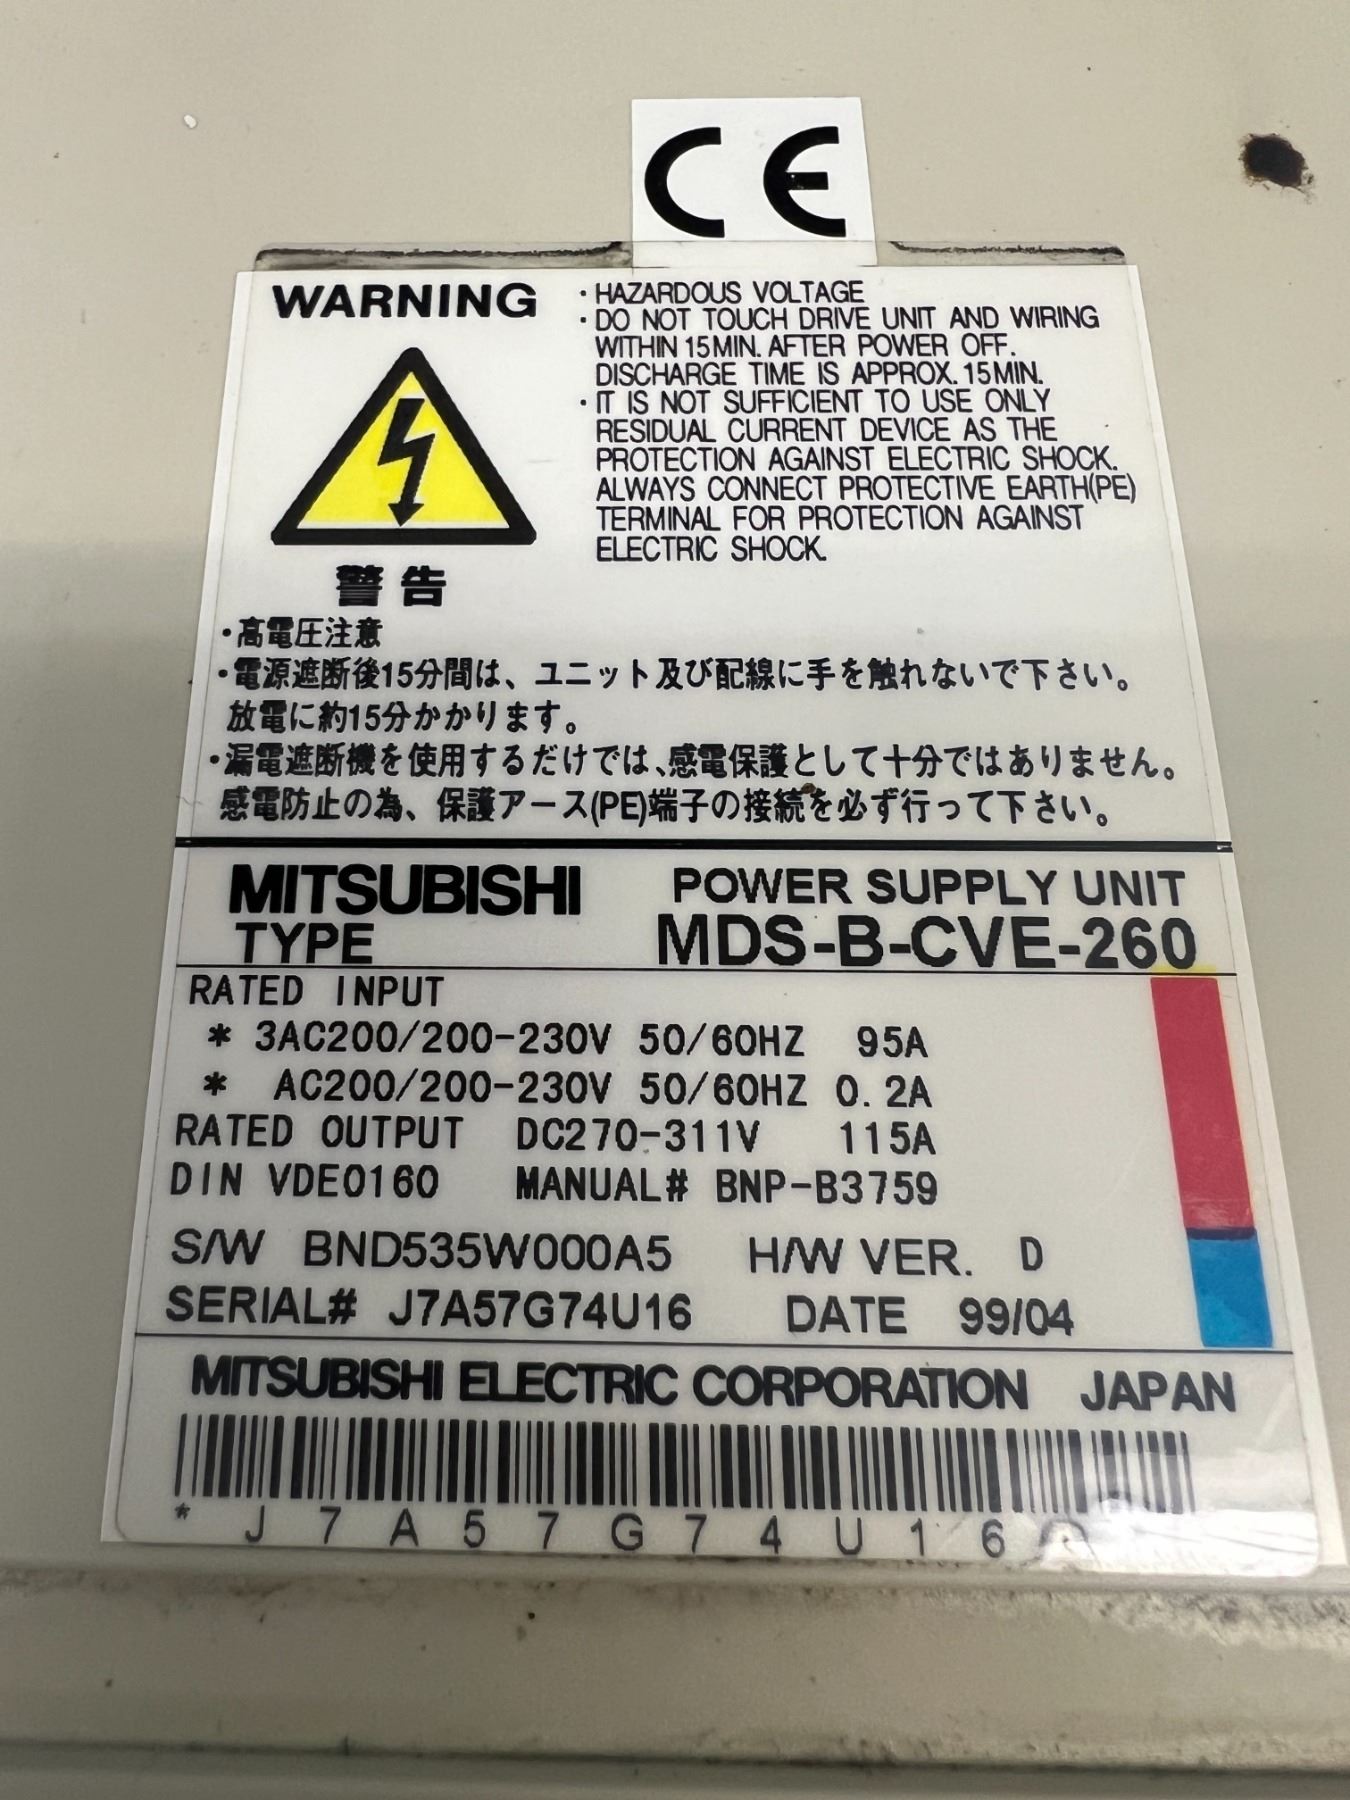 CE
WARNING
・HAZARDOUS VOLTAGE
・DO NOT TOUCH DRIVE UNIT AND WIRING
WITHIN 15MIN. AFTER POWER OFF.
DISCHARGE TIME IS APPROX. 15MIN.
・IT IS NOT SUFFICIENT TO USE ONLY
RESIDUAL CURRENT DEVICE AS THE
PROTECTION AGAINST ELECTRIC SHOCK.
ALWAYS CONNECT PROTECTIVE EARTH(PE)
TERMINAL FOR PROTECTION AGAINST
ELECTRIC SHOCK.
警告
・高電圧注意
・電源遮断後15分間は、ユニット及び配線に手を触れないで下さい。
放電に約15分かかります。
・漏電遮断機を使用するだけでは、感電保護として十分ではありません。
感電防止の為、保護アース(PE)端子の接続を必ず行って下さい。
MITSUBISHI POWER SUPPLY UNIT
TYPE MDS-B-CVE-260
RATED INPUT
* 3AC200/200-230V 50/60HZ 95A
* AC200/200-230V 50/60HZ 0.2A
RATED OUTPUT DC270-311V 115A
DIN VDE0160 MANUAL# BNP-B3759
S/W BND535W000A5 H/W VER. D
SERIAL# J7A57G74U16 DATE 99/04
MITSUBISHI ELECTRIC CORPORATION JAPAN
* J 7 A 5 7 G 7 4 U 1 6